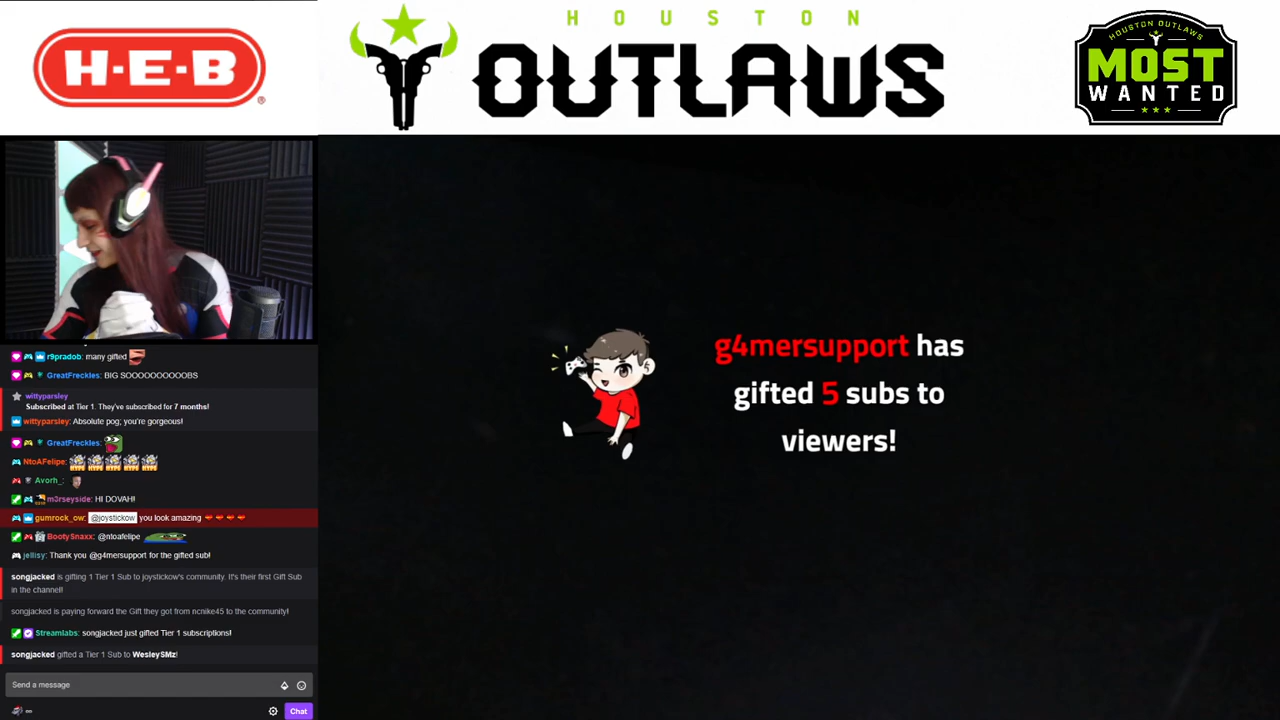 H-E-B
HOUSTON
OUTLAWS
HOUSTON OUTLAWS
MOST
WANTED
g4mersupport has
gifted 5 subs to
viewers!
r9pradob: many gifted
GreatFreckles: BIG SOOOOOOOOOBS
wittyparsley
Subscribed at Tier 1. They've subscribed for 7 months!
wittyparsley: Absolute pog; you're gorgeous!
GreatFreckles:
NtoAFelipe:
Avorh_:
m3rseyside: HI DOVAH!
gumrock_ow: @joystickow you look amazing
BootySnaxx: @ntoafelipe
jellisy: Thank you @g4mersupport for the gifted sub!
songjacked is gifting 1 Tier 1 Sub to joystickow's community. It's their first Gift Sub
in the channel!
songjacked is paying forward the Gift they got from ncnike45 to the community!
Streamlabs: songjacked just gifted Tier 1 subscriptions!
songjacked gifted a Tier 1 Sub to WesleySMz!
Send a message
Chat